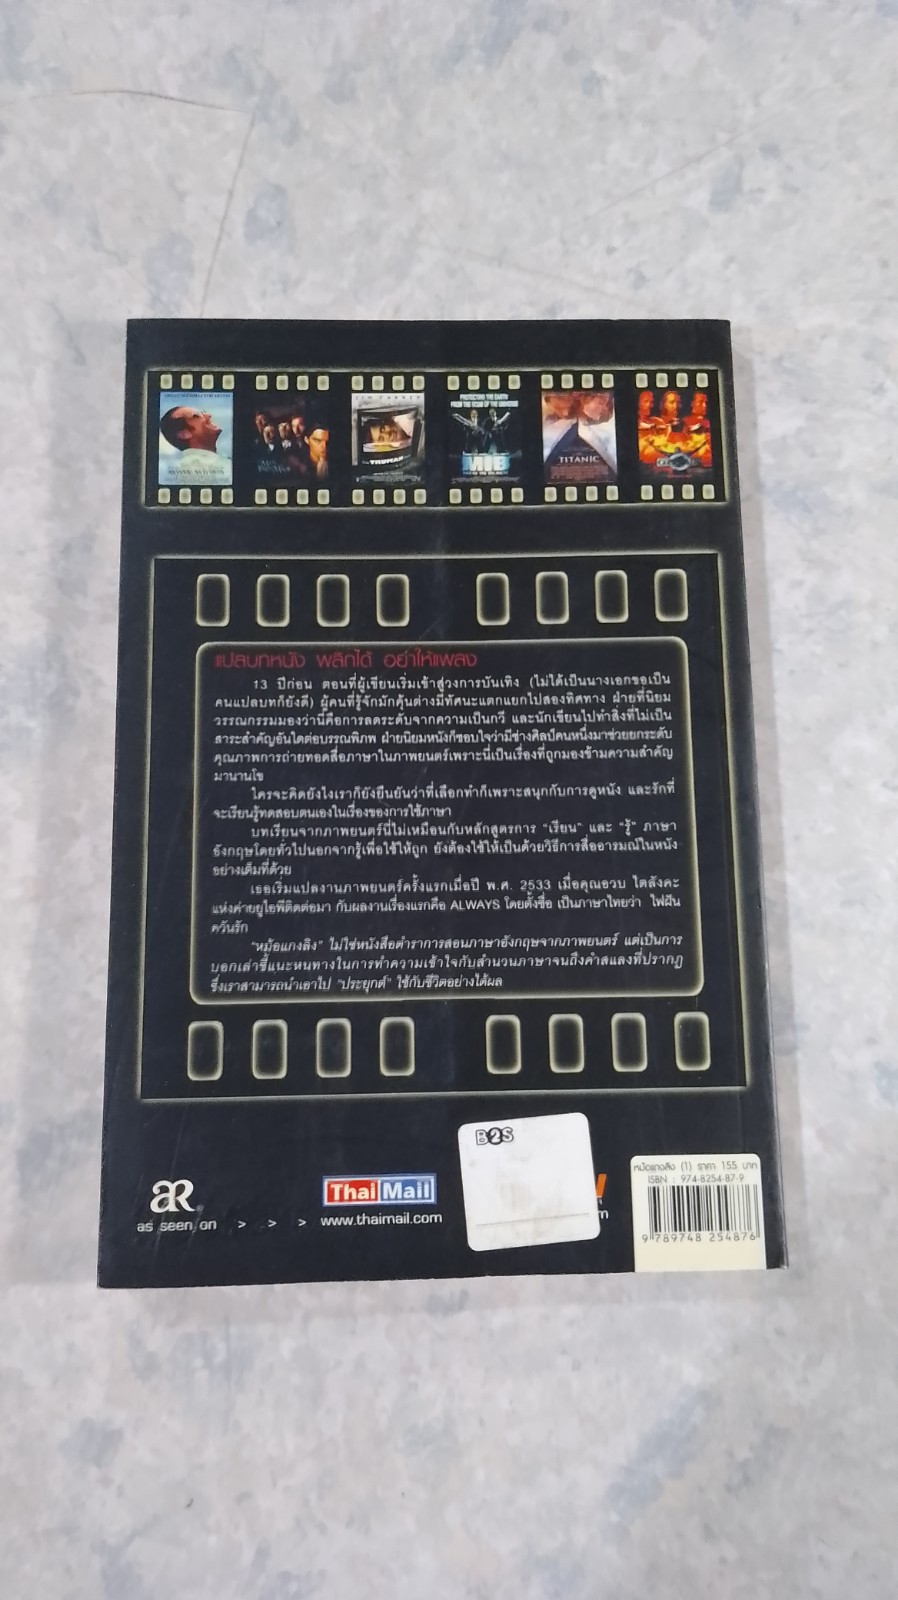 JIM CARREY
THE TRUMAN
PROTECTING THE EARTH
FROM THE SCUM OF THE UNIVERSE
MIB
TITANIC
แปลบทหนัง พลิกได้ อย่าให้แพลง
13 ปีก่อน ตอนที่ผู้เขียนเริ่มเข้าสู่วงการบันเทิง (ไม่ได้เป็นนางเอกขอเป็น
คนแปลบทก็ยังดี) ผู้คนที่รู้จักมักคุ้นต่างมีทัศนะแตกแยกไปสองทิศทาง ฝ่ายที่นิยม
วรรณกรรมมองว่านี่คือการลดระดับจากความเป็นกวี และนักเขียนไปทำสิ่งที่ไม่เป็น
สาระสำคัญอันใดต่อบรรณพิภพ ฝ่ายนิยมหนังก็ชอบใจว่ามีช่างศิลป์คนหนึ่งมาช่วยยกระดับ
คุณภาพการถ่ายทอดสื่อภาษาในภาพยนตร์เพราะนี่เป็นเรื่องที่ถูกมองข้ามความสำคัญ
มานานโข
ใครจะคิดยังไงเราก็ยังยืนยันว่าที่เลือกทำก็เพราะสนุกกับการดูหนัง และรักที่
จะเรียนรู้ทดสอบตนเองในเรื่องของการใช้ภาษา
บทเรียนจากภาพยนตร์นี้ไม่เหมือนกับหลักสูตรการ "เรียน" และ "รู้" ภาษา
อังกฤษโดยทั่วไปนอกจากรู้เพื่อใช้ให้ถูก ยังต้องใช้ให้เป็นด้วยวิธีการสื่ออารมณ์ในหนัง
อย่างเต็มที่ด้วย
เธอเริ่มแปลงานภาพยนตร์ครั้งแรกเมื่อปี พ.ศ. 2533 เมื่อคุณอวบ ไตลังคะ
แห่งค่ายยูไอพีติดต่อมา กับผลงานเรื่องแรกคือ ALWAYS โดยตั้งชื่อ เป็นภาษาไทยว่า ไฟฝัน
ควันรัก
"หม้อแกงลิง" ไม่ใช่หนังสือตำราการสอนภาษาอังกฤษจากภาพยนตร์ แต่เป็นการ
บอกเล่าชี้แนะหนทางในการทำความเข้าใจกับสำนวนภาษาจนถึงคำสแลงที่ปรากฏ
ซึ่งเราสามารถนำเอาไป "ประยุกต์" ใช้กับชีวิตอย่างได้ผล
B2S
aR
as seen on > > >
Thai Mail
www.thaimail.com
หม้อแกงลิง (1) ราคา 155 บาท
ISBN : 974-8254-87-9
9 789748 254876